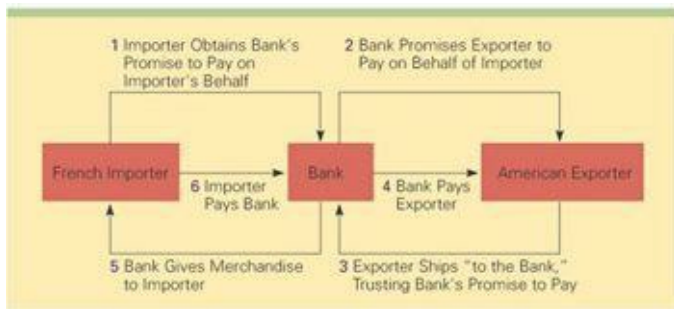 1 Importer Obtains Bank's
Promise to Pay on
Importer's Behalf
2 Bank Promises Exporter to
Pay on Behalf of Importer
French Importer
Bank
American Exporter
6 Importer
Pays Bank
4 Bank Pays
Exporter
5 Bank Gives Merchandise
to Importer
3 Exporter Ships "to the Bank,"
Trusting Bank's Promise to Pay